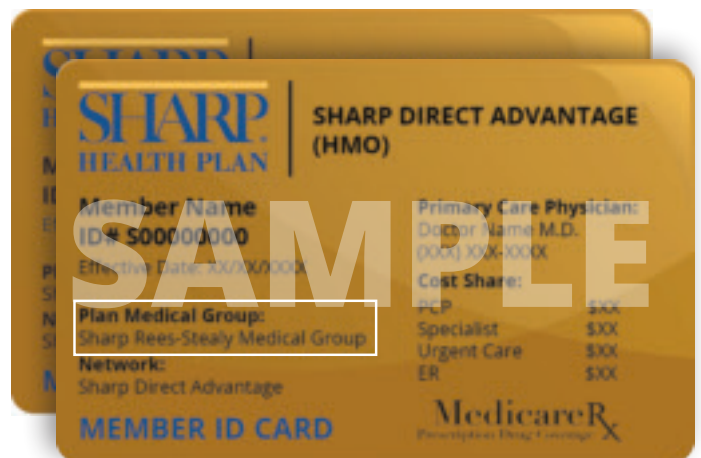 SHARP
HEALTH PLAN
SHARP DIRECT ADVANTAGE
(HMO)
SAMPLE
Member Name
ID# S00000000
Effective Date: XX/XX/XXXX
Plan Medical Group:
Sharp Rees-Stealy Medical Group
Network:
Sharp Direct Advantage
MEMBER ID CARD
Primary Care Physician:
Doctor Name M.D.
(XXX) XXX-XXXX
Cost Share:
PCP $XX
Specialist $XX
Urgent Care $XX
ER $XX
MedicareRx
Prescription Drug Coverage